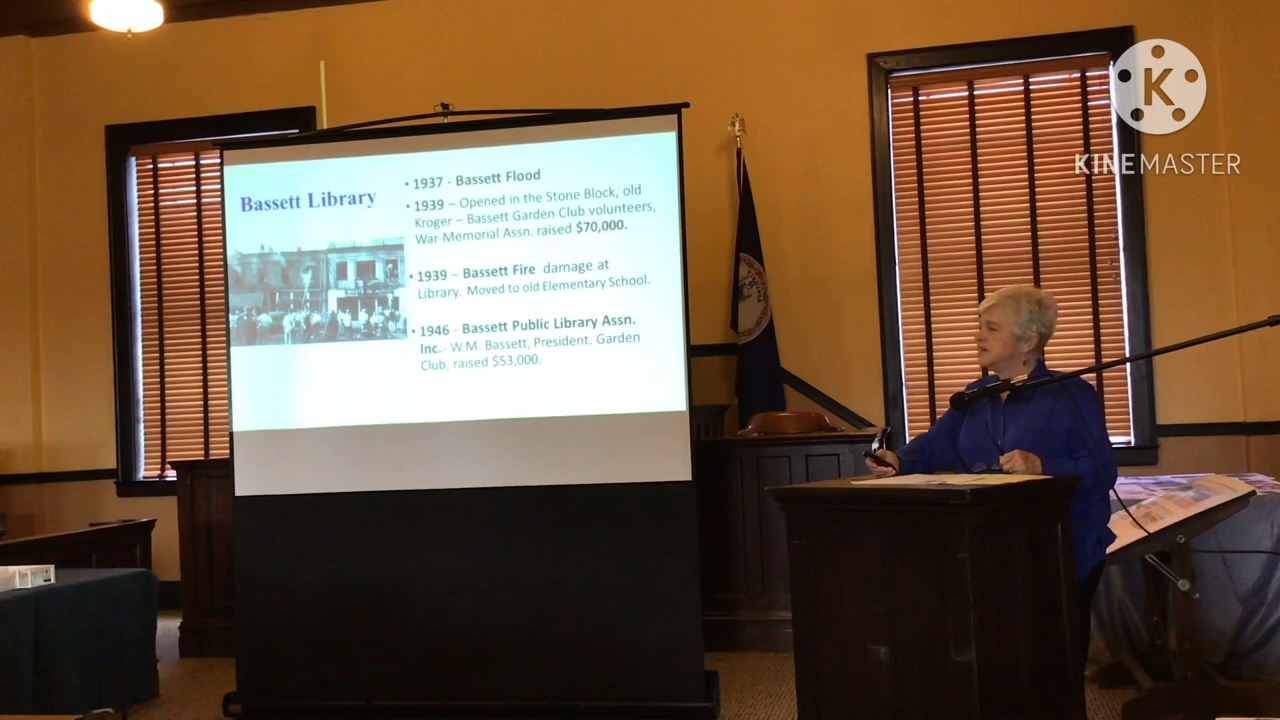 Bassett Library
• 1937 - Bassett Flood
• 1939 – Opened in the Stone Block, old
Kroger – Bassett Garden Club volunteers,
War Memorial Assn. raised $70,000.
• 1939 – Bassett Fire damage at
Library. Moved to old Elementary School.
• 1946 - Bassett Public Library Assn.
Inc.- W.M. Bassett, President. Garden
Club, raised $53,000.
VIRGINIA
K
KINEMASTER